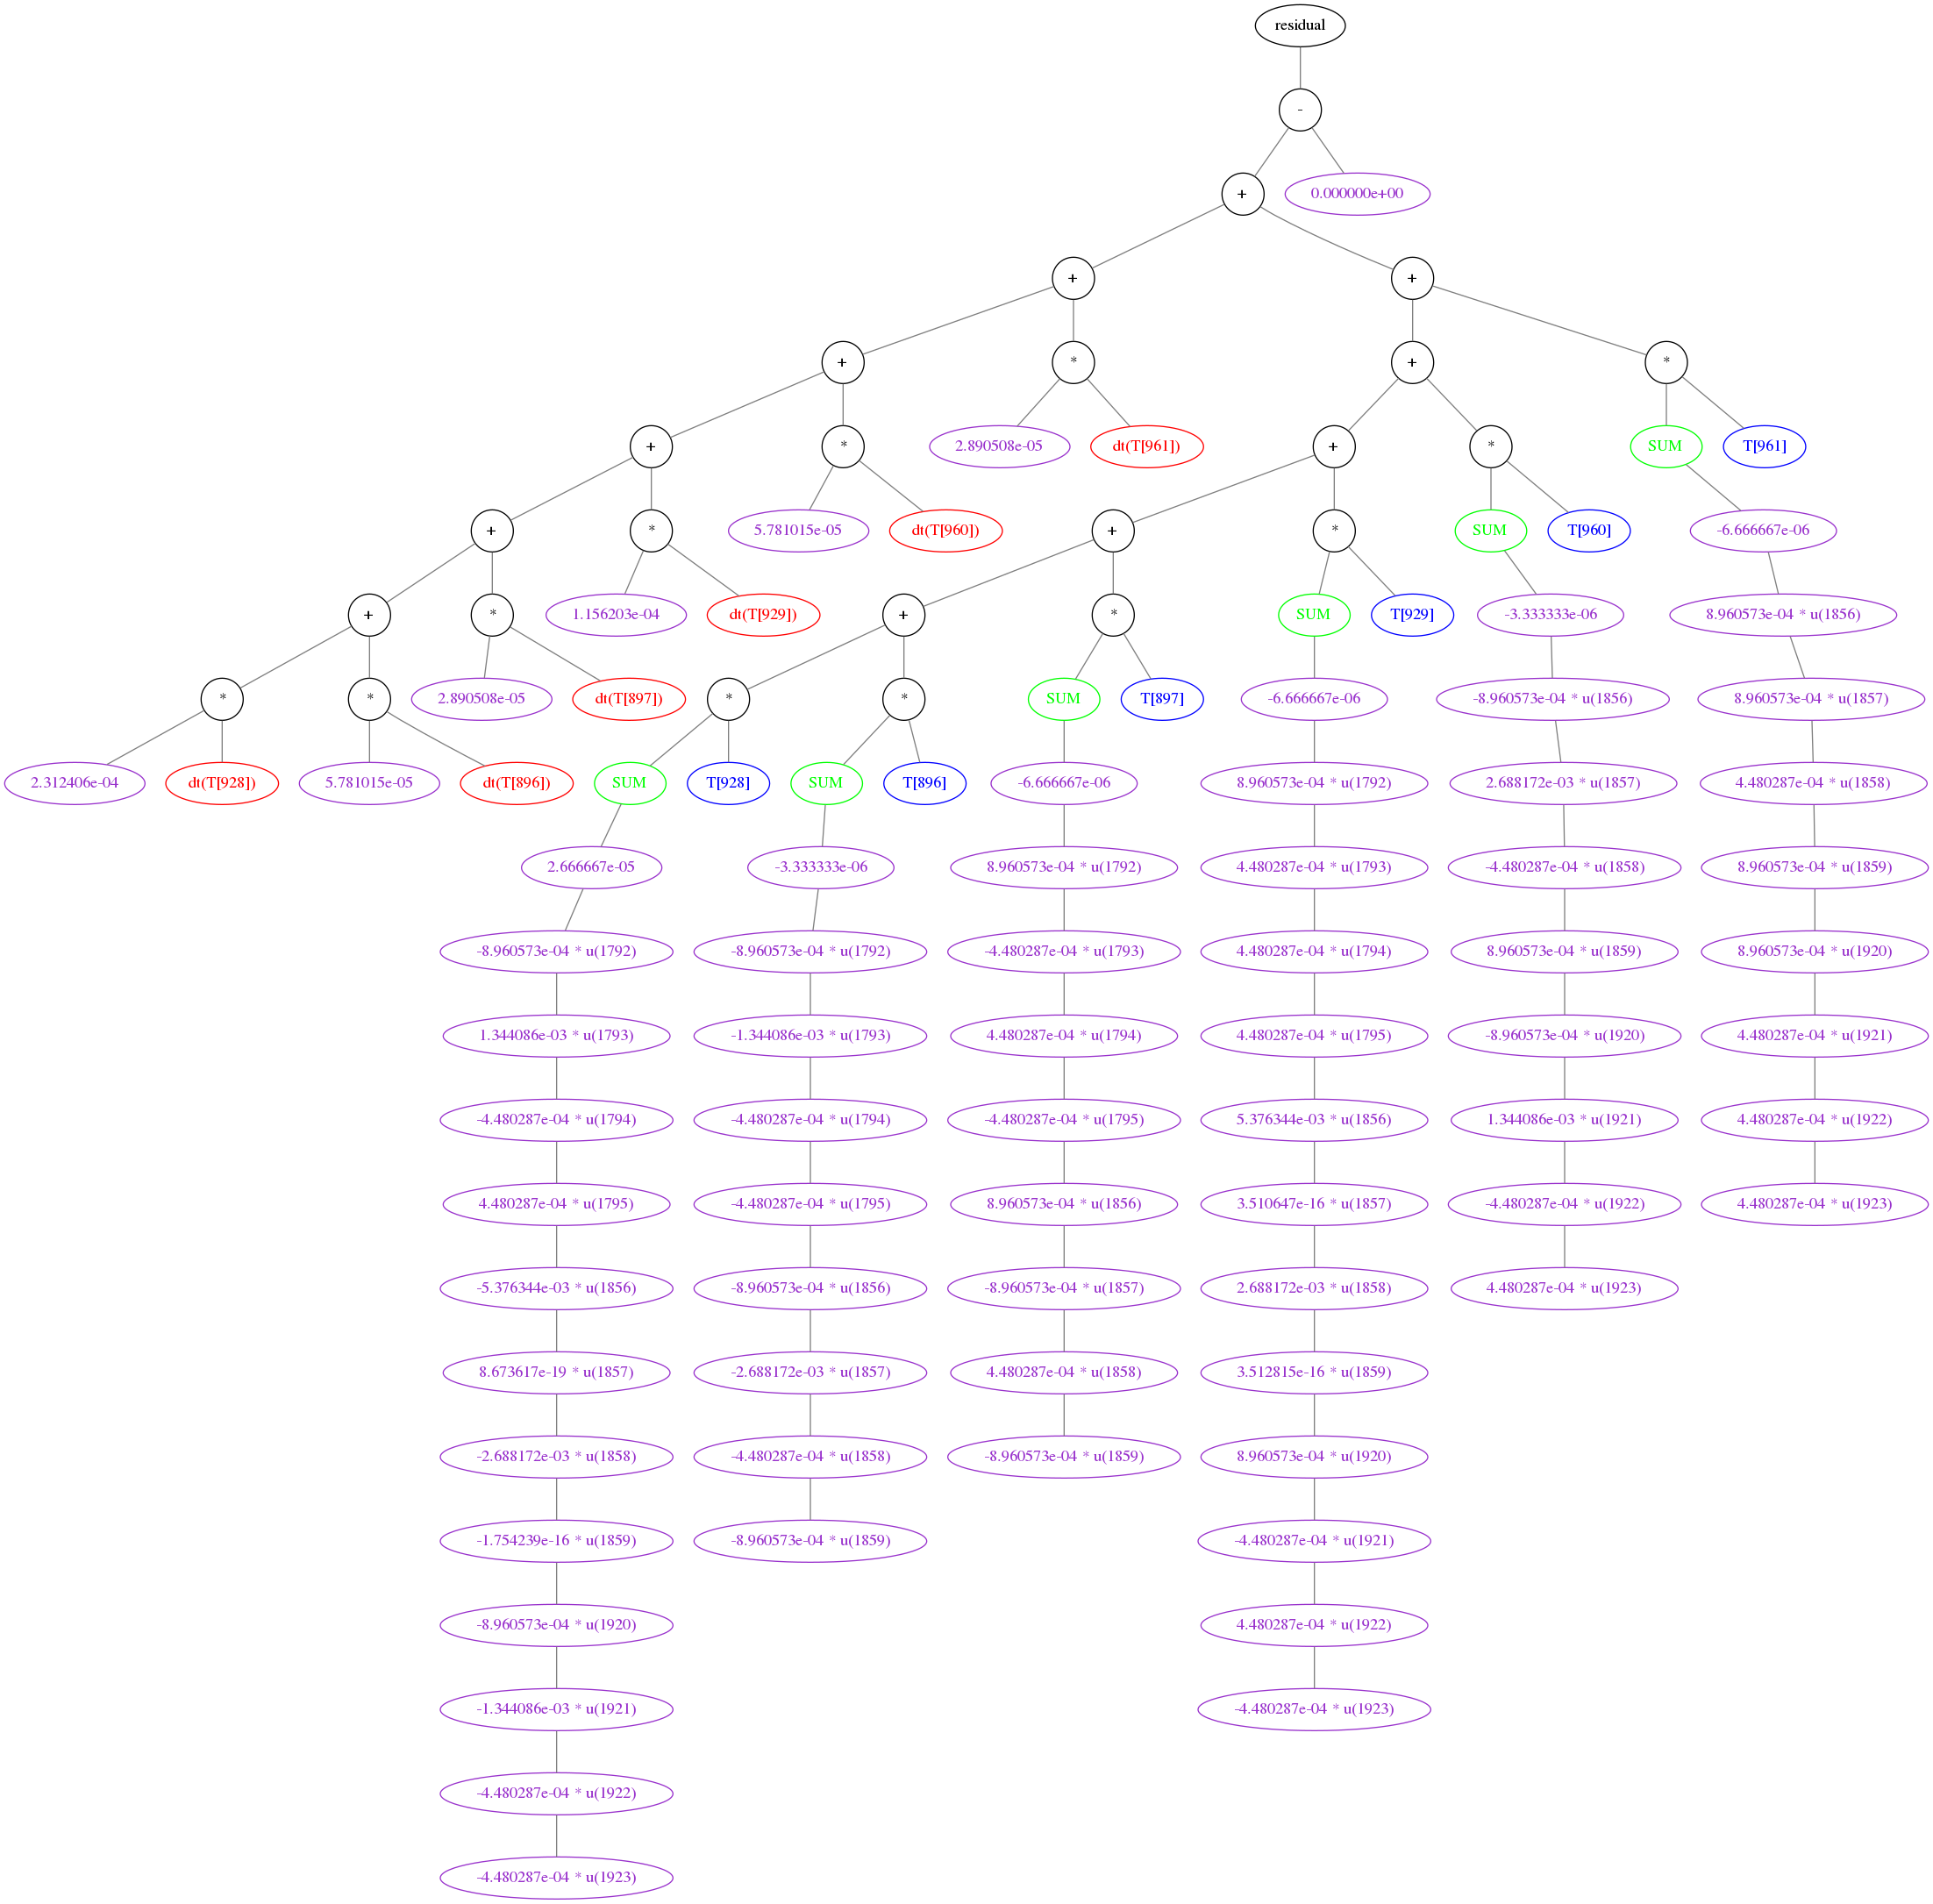 residual
-
+
0.000000e+00
+
+
+
*
+
*
+
*
2.890508e-05
dt(T[961])
+
*
SUM
T[961]
+
*
5.781015e-05
dt(T[960])
+
*
SUM
T[960]
-6.666667e-06
+
*
1.156203e-04
dt(T[929])
+
*
SUM
T[929]
-3.333333e-06
8.960573e-04 * u(1856)
*
*
2.890508e-05
dt(T[897])
*
*
SUM
T[897]
-6.666667e-06
-8.960573e-04 * u(1856)
8.960573e-04 * u(1857)
2.312406e-04
dt(T[928])
5.781015e-05
dt(T[896])
SUM
T[928]
SUM
T[896]
-6.666667e-06
8.960573e-04 * u(1792)
2.688172e-03 * u(1857)
4.480287e-04 * u(1858)
2.666667e-05
-3.333333e-06
8.960573e-04 * u(1792)
4.480287e-04 * u(1793)
-4.480287e-04 * u(1858)
8.960573e-04 * u(1859)
-8.960573e-04 * u(1792)
-8.960573e-04 * u(1792)
-4.480287e-04 * u(1793)
4.480287e-04 * u(1794)
8.960573e-04 * u(1859)
8.960573e-04 * u(1920)
1.344086e-03 * u(1793)
-1.344086e-03 * u(1793)
4.480287e-04 * u(1794)
4.480287e-04 * u(1795)
-8.960573e-04 * u(1920)
4.480287e-04 * u(1921)
-4.480287e-04 * u(1794)
-4.480287e-04 * u(1794)
-4.480287e-04 * u(1795)
5.376344e-03 * u(1856)
1.344086e-03 * u(1921)
4.480287e-04 * u(1922)
4.480287e-04 * u(1795)
-4.480287e-04 * u(1795)
8.960573e-04 * u(1856)
3.510647e-16 * u(1857)
-4.480287e-04 * u(1922)
4.480287e-04 * u(1923)
-5.376344e-03 * u(1856)
-8.960573e-04 * u(1856)
-8.960573e-04 * u(1857)
2.688172e-03 * u(1858)
4.480287e-04 * u(1923)
8.673617e-19 * u(1857)
-2.688172e-03 * u(1857)
4.480287e-04 * u(1858)
3.512815e-16 * u(1859)
-2.688172e-03 * u(1858)
-4.480287e-04 * u(1858)
-8.960573e-04 * u(1859)
8.960573e-04 * u(1920)
-1.754239e-16 * u(1859)
-8.960573e-04 * u(1859)
-4.480287e-04 * u(1921)
-8.960573e-04 * u(1920)
4.480287e-04 * u(1922)
-1.344086e-03 * u(1921)
-4.480287e-04 * u(1923)
-4.480287e-04 * u(1922)
-4.480287e-04 * u(1923)